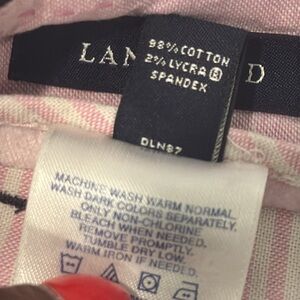 LAN D
98% COTTON
2% LYCRA ®
SPANDEX
DLN87
MACHINE WASH WARM NORMAL.
WASH DARK COLORS SEPARATELY.
ONLY NON-CHLORINE
BLEACH WHEN NEEDED.
REMOVE PROMPTLY.
TUMBLE DRY LOW.
WARM IRON IF NEEDED.